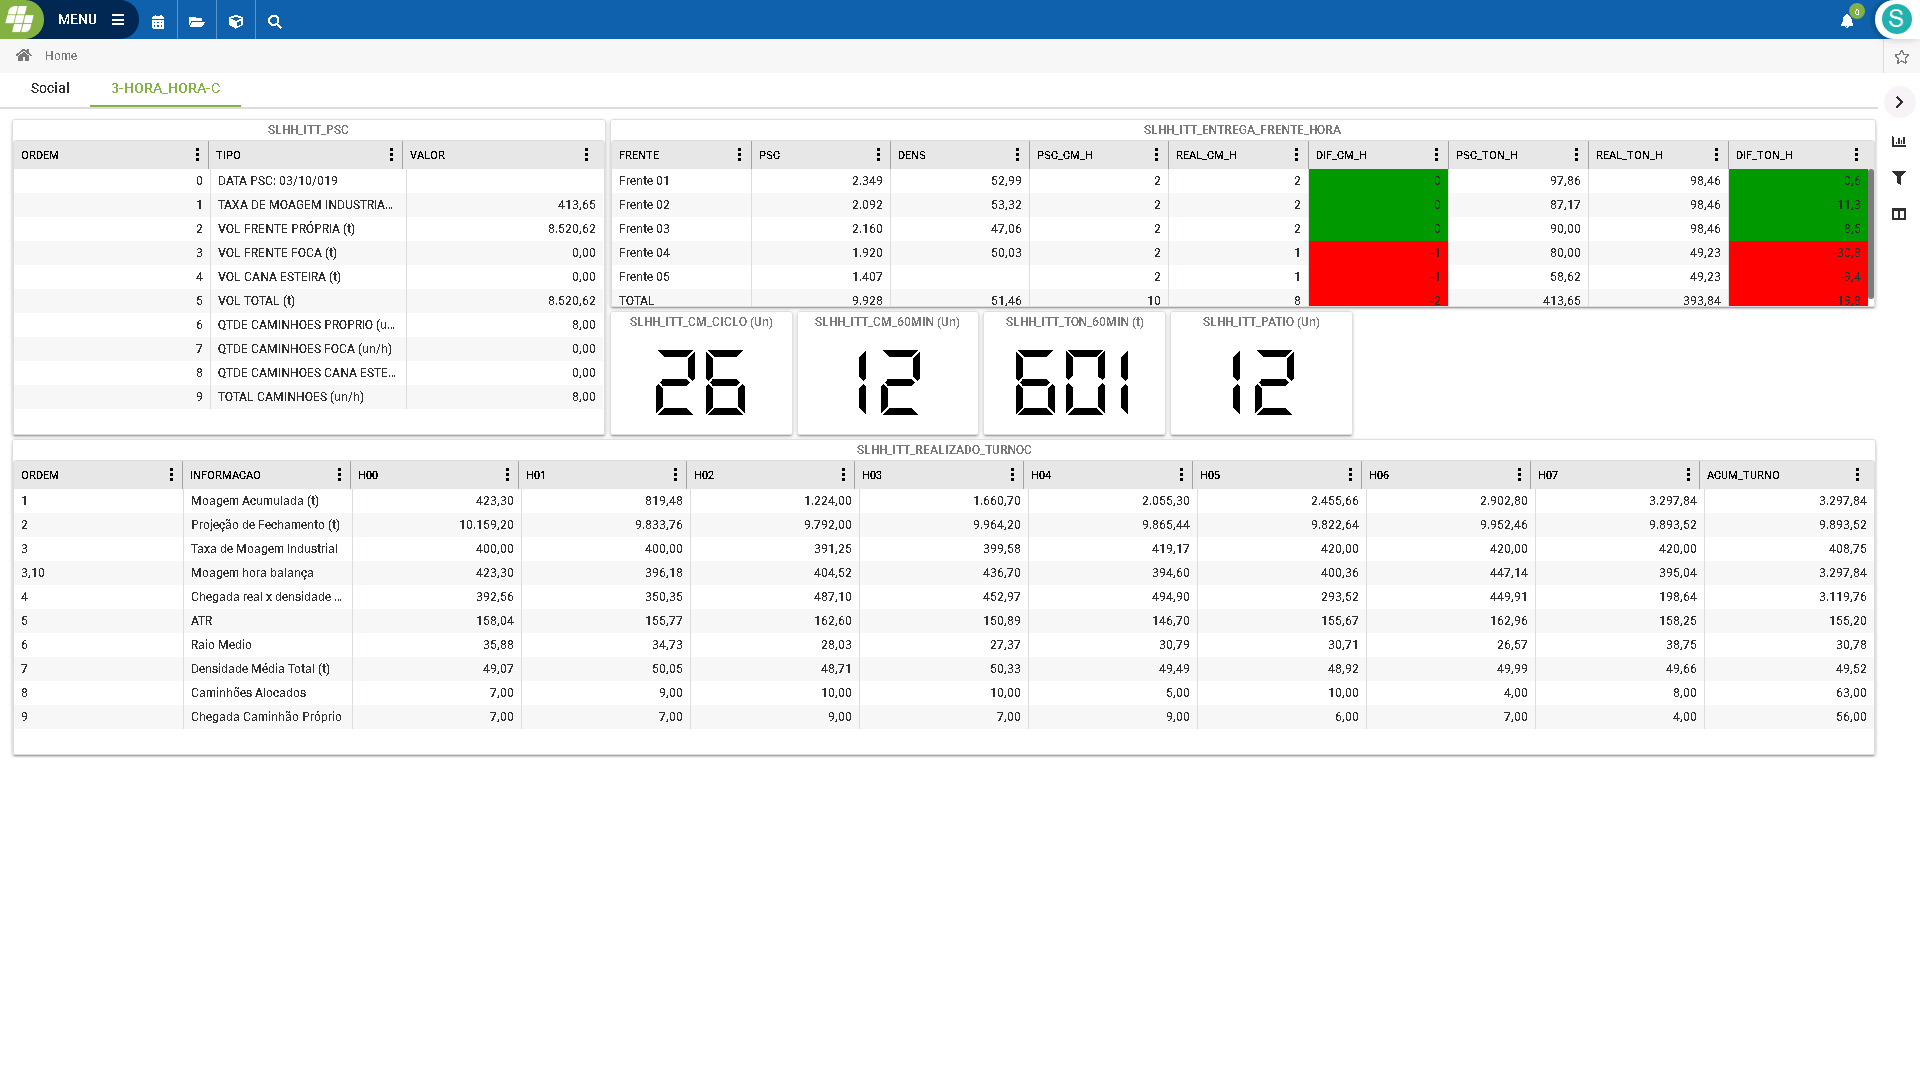 MENU
0
S
Home
Social 3-HORA_HORA-C
SLHH_ITT_PSC
ORDEM TIPO VALOR
0 DATA PSC: 03/10/019
1 TAXA DE MOAGEM INDUSTRIA... 413,65
2 VOL FRENTE PRÓPRIA (t) 8.520,62
3 VOL FRENTE FOCA (t) 0,00
4 VOL CANA ESTEIRA (t) 0,00
5 VOL TOTAL (t) 8.520,62
6 QTDE CAMINHOES PROPRIO (u... 8,00
7 QTDE CAMINHOES FOCA (un/h) 0,00
8 QTDE CAMINHOES CANA ESTE... 0,00
9 TOTAL CAMINHOES (un/h) 8,00
SLHH_ITT_ENTREGA_FRENTE_HORA
FRENTE PSC DENS PSC_CM_H REAL_CM_H DIF_CM_H PSC_TON_H REAL_TON_H DIF_TON_H
Frente 01 2.349 52,99 2 2 0 97,86 98,46 0,6
Frente 02 2.092 53,32 2 2 0 87,17 98,46 11,3
Frente 03 2.160 47,06 2 2 0 90,00 98,46 8,5
Frente 04 1.920 50,03 2 1 -1 80,00 49,23 -30,8
Frente 05 1.407 2 1 -1 58,62 49,23 -9,4
TOTAL 9.928 51,46 10 8 -2 413,65 393,84 -19,8
SLHH_ITT_CM_CICLO (Un)
26
SLHH_ITT_CM_60MIN (Un)
12
SLHH_ITT_TON_60MIN (t)
601
SLHH_ITT_PATIO (Un)
12
SLHH_ITT_REALIZADO_TURNOC
ORDEM INFORMACAO H00 H01 H02 H03 H04 H05 H06 H07 ACUM_TURNO
1 Moagem Acumulada (t) 423,30 819,48 1.224,00 1.660,70 2.055,30 2.455,66 2.902,80 3.297,84 3.297,84
2 Projeção de Fechamento (t) 10.159,20 9.833,76 9.792,00 9.964,20 9.865,44 9.822,64 9.952,46 9.893,52 9.893,52
3 Taxa de Moagem Industrial 400,00 400,00 391,25 399,58 419,17 420,00 420,00 420,00 408,75
3,10 Moagem hora balança 423,30 396,18 404,52 436,70 394,60 400,36 447,14 395,04 3.297,84
4 Chegada real x densidade ... 392,56 350,35 487,10 452,97 494,90 293,52 449,91 198,64 3.119,76
5 ATR 158,04 155,77 162,60 150,89 146,70 155,67 162,96 158,25 155,20
6 Raio Medio 35,88 34,73 28,03 27,37 30,79 30,71 26,57 38,75 30,78
7 Densidade Média Total (t) 49,07 50,05 48,71 50,33 49,49 48,92 49,99 49,66 49,52
8 Caminhões Alocados 7,00 9,00 10,00 10,00 5,00 10,00 4,00 8,00 63,00
9 Chegada Caminhão Próprio 7,00 7,00 9,00 7,00 9,00 6,00 7,00 4,00 56,00